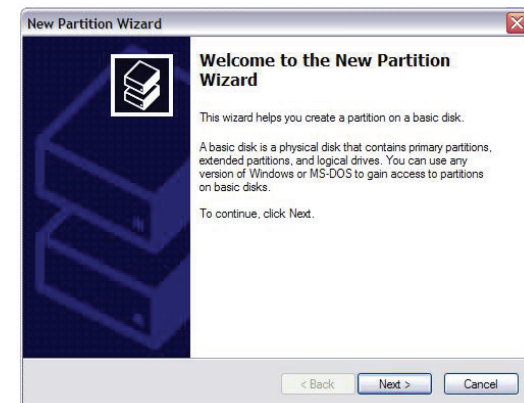 New Partition Wizard
Welcome to the New Partition
Wizard
This wizard helps you create a partition on a basic disk.
A basic disk is a physical disk that contains primary partitions,
extended partitions, and logical drives. You can use any
version of Windows or MS-DOS to gain access to partitions
on basic disks.
To continue, click Next.
< Back
Next >
Cancel